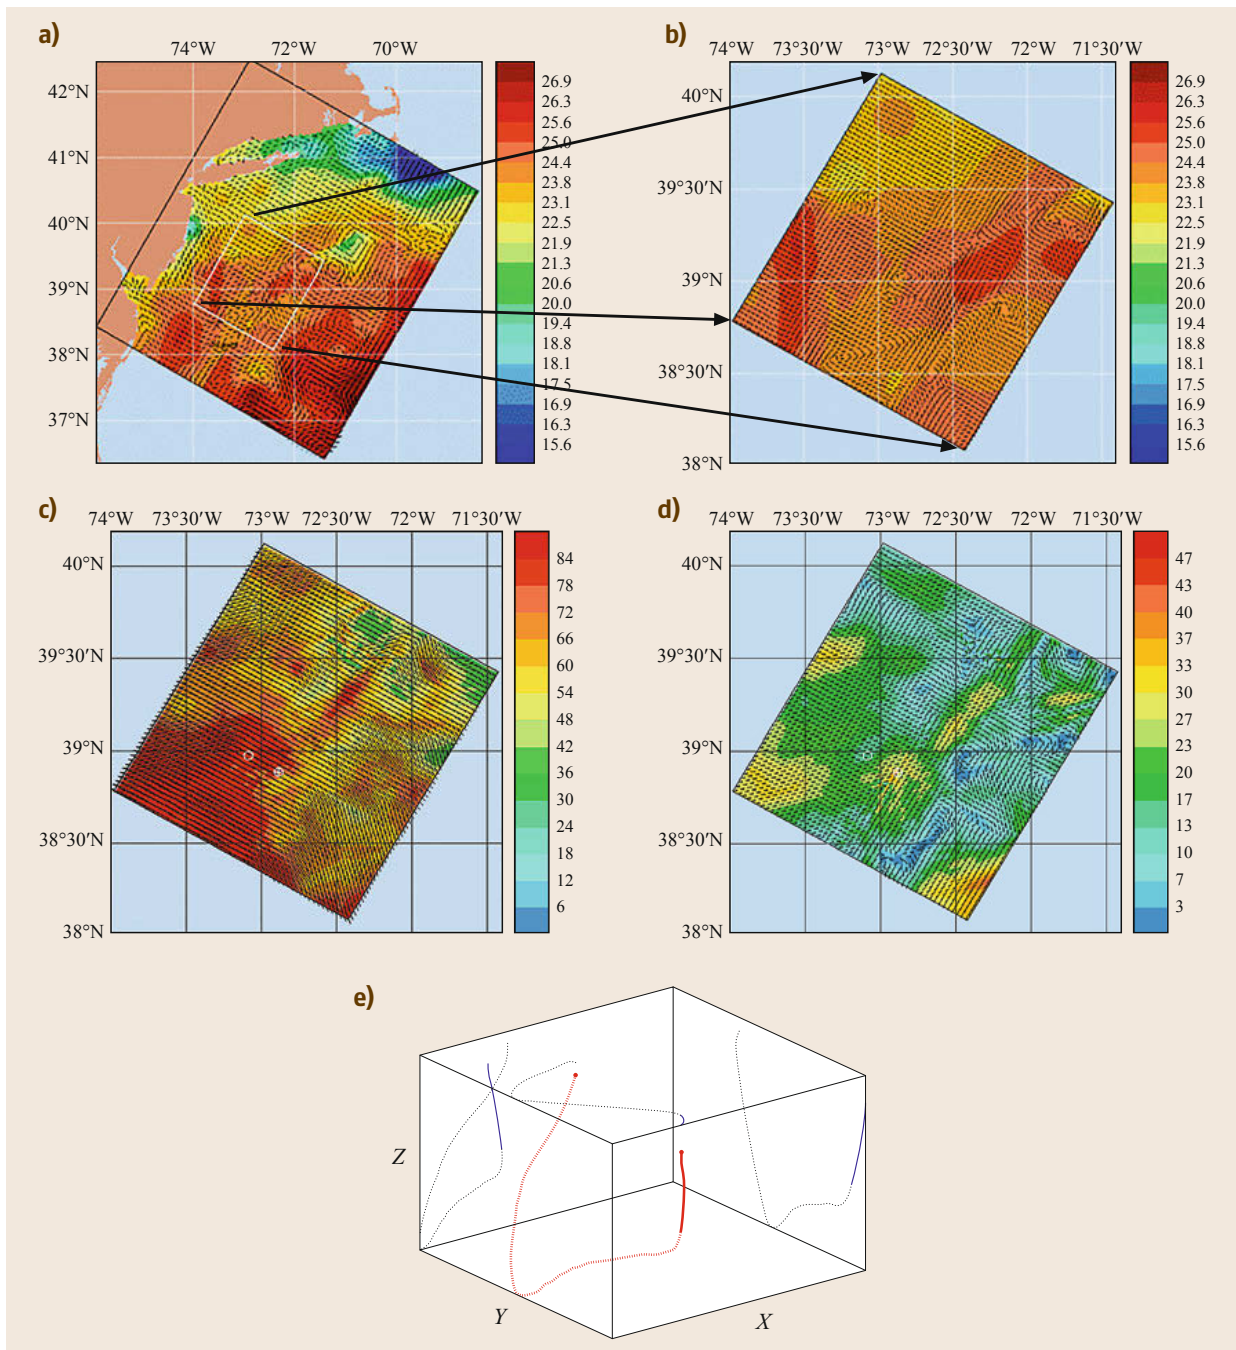 a)
74°W 72°W 70°W
42°N
41°N
40°N
39°N
38°N
37°N
26.9
26.3
25.6
25.0
24.4
23.8
23.1
22.5
21.9
21.3
20.6
20.0
19.4
18.8
18.1
17.5
16.9
16.3
15.6
b)
74°W 73°30′W 73°W 72°30′W 72°W 71°30′W
40°N
39°30′N
39°N
38°30′N
38°N
26.9
26.3
25.6
25.0
24.4
23.8
23.1
22.5
21.9
21.3
20.6
20.0
19.4
18.8
18.1
17.5
16.9
16.3
15.6
c)
74°W 73°30′W 73°W 72°30′W 72°W 71°30′W
40°N
39°30′N
39°N
38°30′N
38°N
84
78
72
66
60
54
48
42
36
30
24
18
12
6
d)
74°W 73°30′W 73°W 72°30′W 72°W 71°30′W
40°N
39°30′N
39°N
38°30′N
38°N
47
43
40
37
33
30
27
23
20
17
13
10
7
3
e)
Z
Y
X